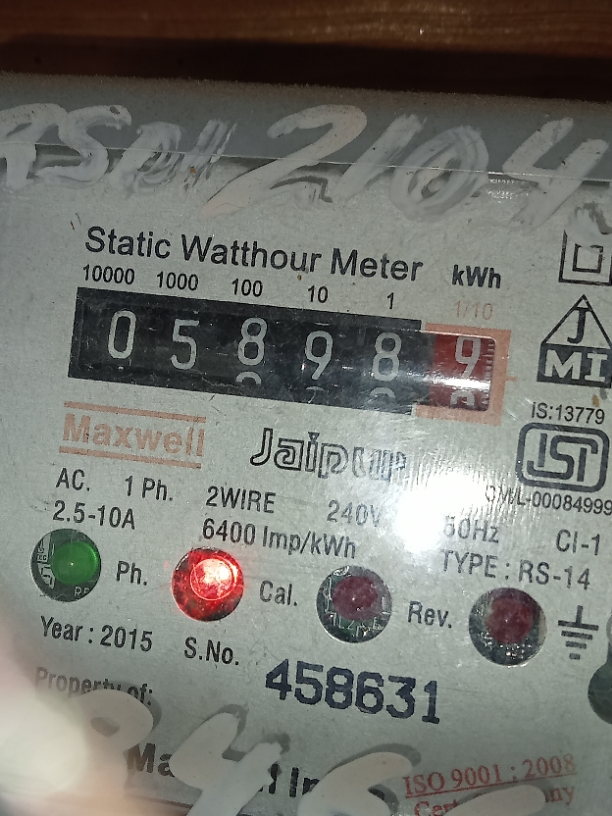 2104
Static Watthour Meter kWh
10000 1000 100 10 1 1/10
0 5 8 9 8 9
J
MI
IS:13779
Maxwell Jaipur
ISI
CM/L-00084999
AC. 1 Ph. 2WIRE 240V 50Hz Cl-1
2.5-10A 6400 Imp/kWh TYPE : RS-14
Ph. Cal. Rev.
Year : 2015 S.No. 458631
Property of:
ISO 9001 : 2008